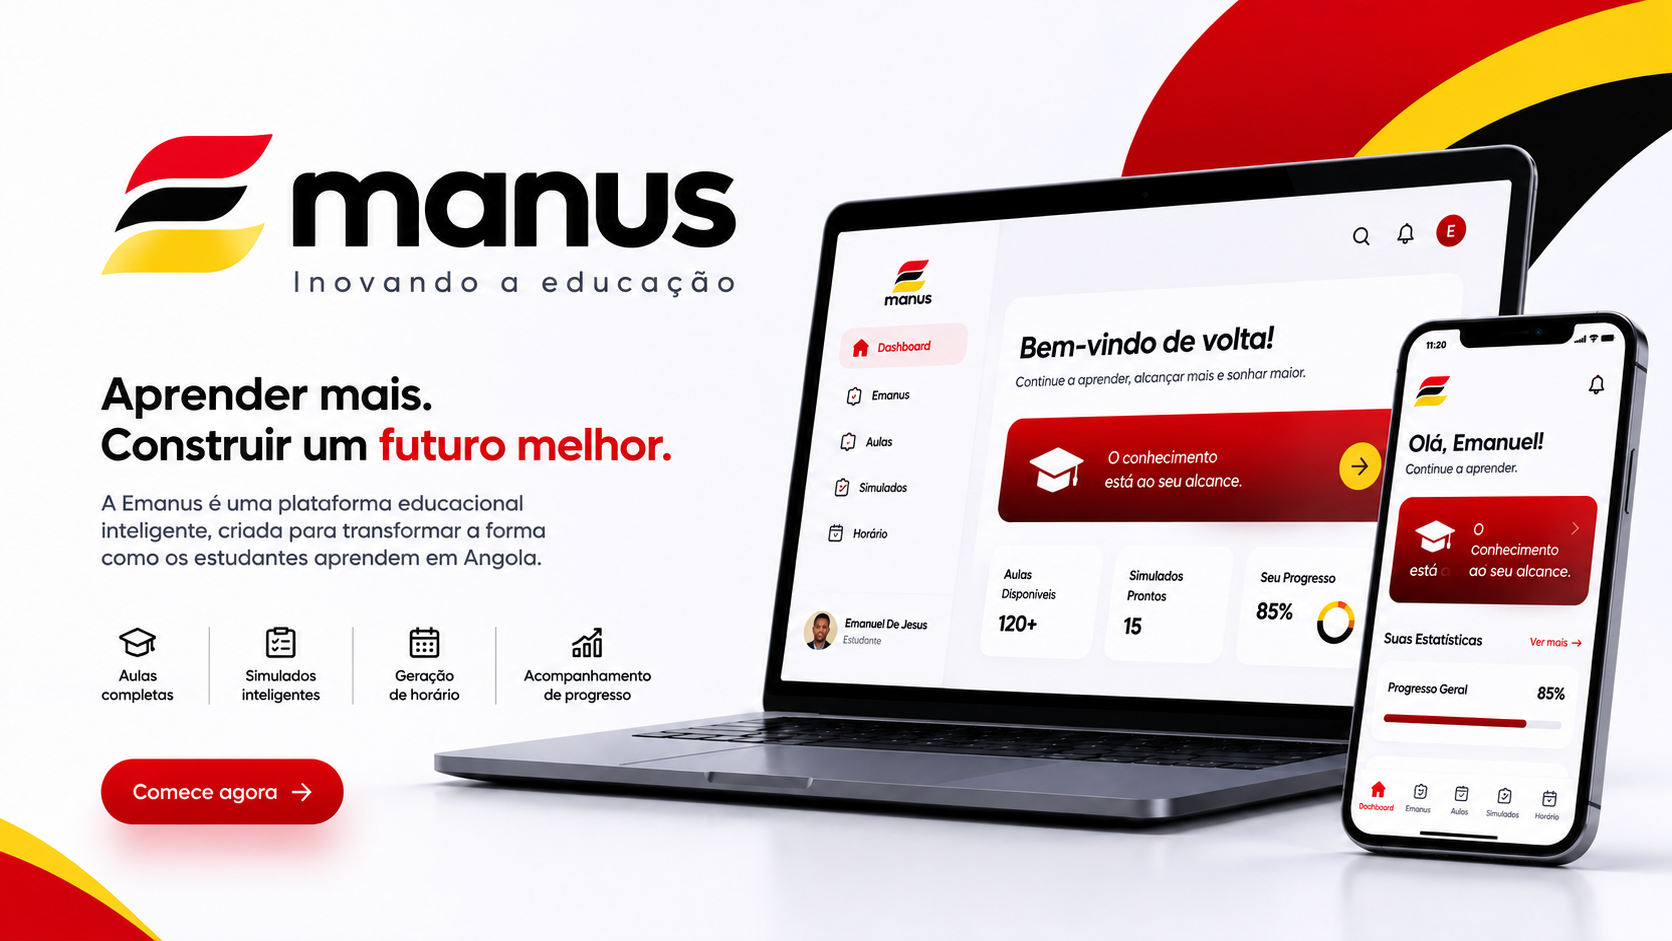 manus
Inovando a educação
Aprender mais.
Construir um futuro melhor.
A Emanus é uma plataforma educacional
inteligente, criada para transformar a forma
como os estudantes aprendem em Angola.
Aulas
completas
Simulados
inteligentes
Geração
de horário
Acompanhamento
de progresso
Comece agora
manus
Dashboard
Emanus
Aulas
Simulados
Horário
Emanuel De Jesus
Estudante
E
Bem-vindo de volta!
Continue a aprender, alcançar mais e sonhar maior.
O conhecimento
está ao seu alcance.
Aulas
Disponíveis
120+
Simulados
Prontos
15
Seu Progresso
85%
11:20
Olá, Emanuel!
Continue a aprender.
O
conhecimento
está ao seu alcance.
Suas Estatísticas
Ver mais
Progresso Geral
85%
Dashboard
Emanus
Aulas
Simulados
Horário